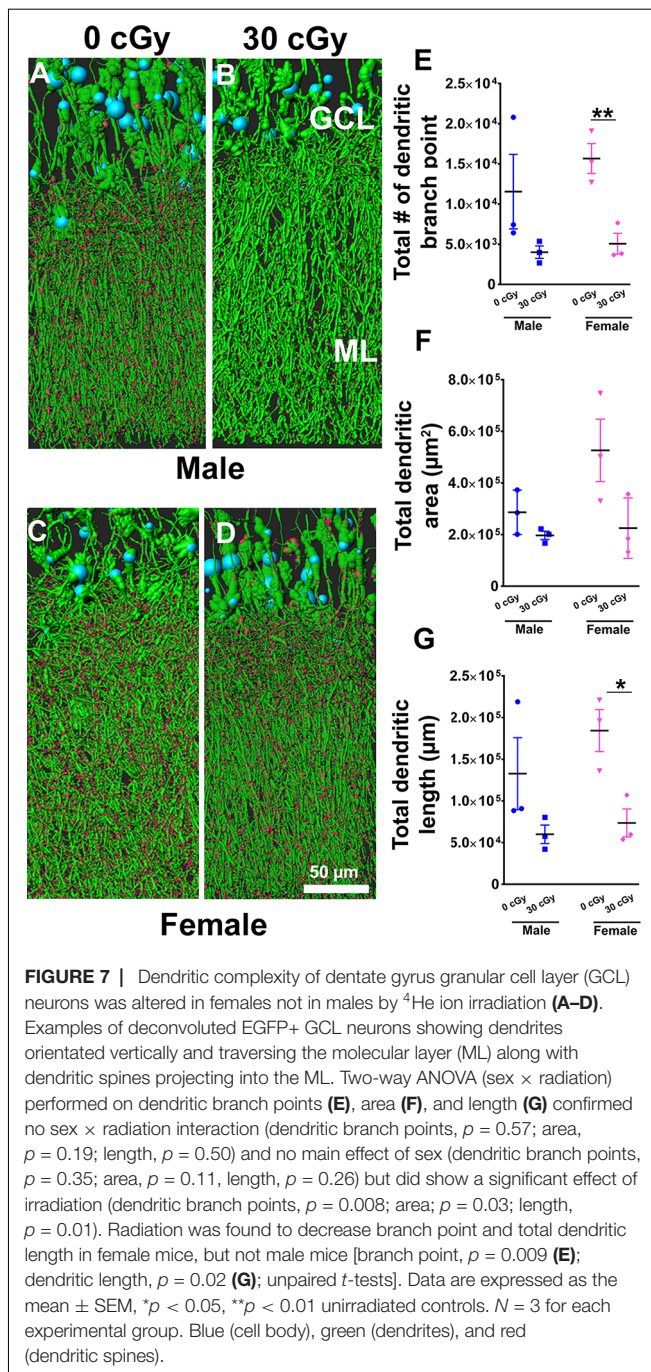 0 cGy 30 cGy
A B GCL
ML
Male
C D
50 µm
Female
E
Total # of dendritic
branch point
2.5×10⁴
2.0×10⁴
1.5×10⁴
1.0×10⁴
5.0×10³
0
**
0 cGy 30 cGy 0 cGy 30 cGy
Male Female
F
Total dendritic
area (µm²)
8.0×10⁵
6.0×10⁵
4.0×10⁵
2.0×10⁵
0
0 cGy 30 cGy 0 cGy 30 cGy
Male Female
G
Total dendrite
length (µm)
2.5×10⁵
2.0×10⁵
1.5×10⁵
1.0×10⁵
5.0×10⁴
0
*
0 cGy 30 cGy 0 cGy 30 cGy
Male Female
FIGURE 7 | Dendritic complexity of dentate gyrus granular cell layer (GCL)
neurons was altered in females not in males by ⁴He ion irradiation (A–D).
Examples of deconvoluted EGFP+ GCL neurons showing dendrites
orientated vertically and traversing the molecular layer (ML) along with
dendritic spines projecting into the ML. Two-way ANOVA (sex × radiation)
performed on dendritic branch points (E), area (F), and length (G) confirmed
no sex × radiation interaction (dendritic branch points, p = 0.57; area,
p = 0.19; length, p = 0.50) and no main effect of sex (dendritic branch points,
p = 0.35; area, p = 0.11, length, p = 0.26) but did show a significant effect of
irradiation (dendritic branch points, p = 0.008; area; p = 0.03; length,
p = 0.01). Radiation was found to decrease branch point and total dendritic
length in female mice, but not male mice [branch point, p = 0.009 (E);
dendritic length, p = 0.02 (G); unpaired t-tests]. Data are expressed as the
mean ± SEM, *p < 0.05, **p < 0.01 unirradiated controls. N = 3 for each
experimental group. Blue (cell body), green (dendrites), and red
(dendritic spines).